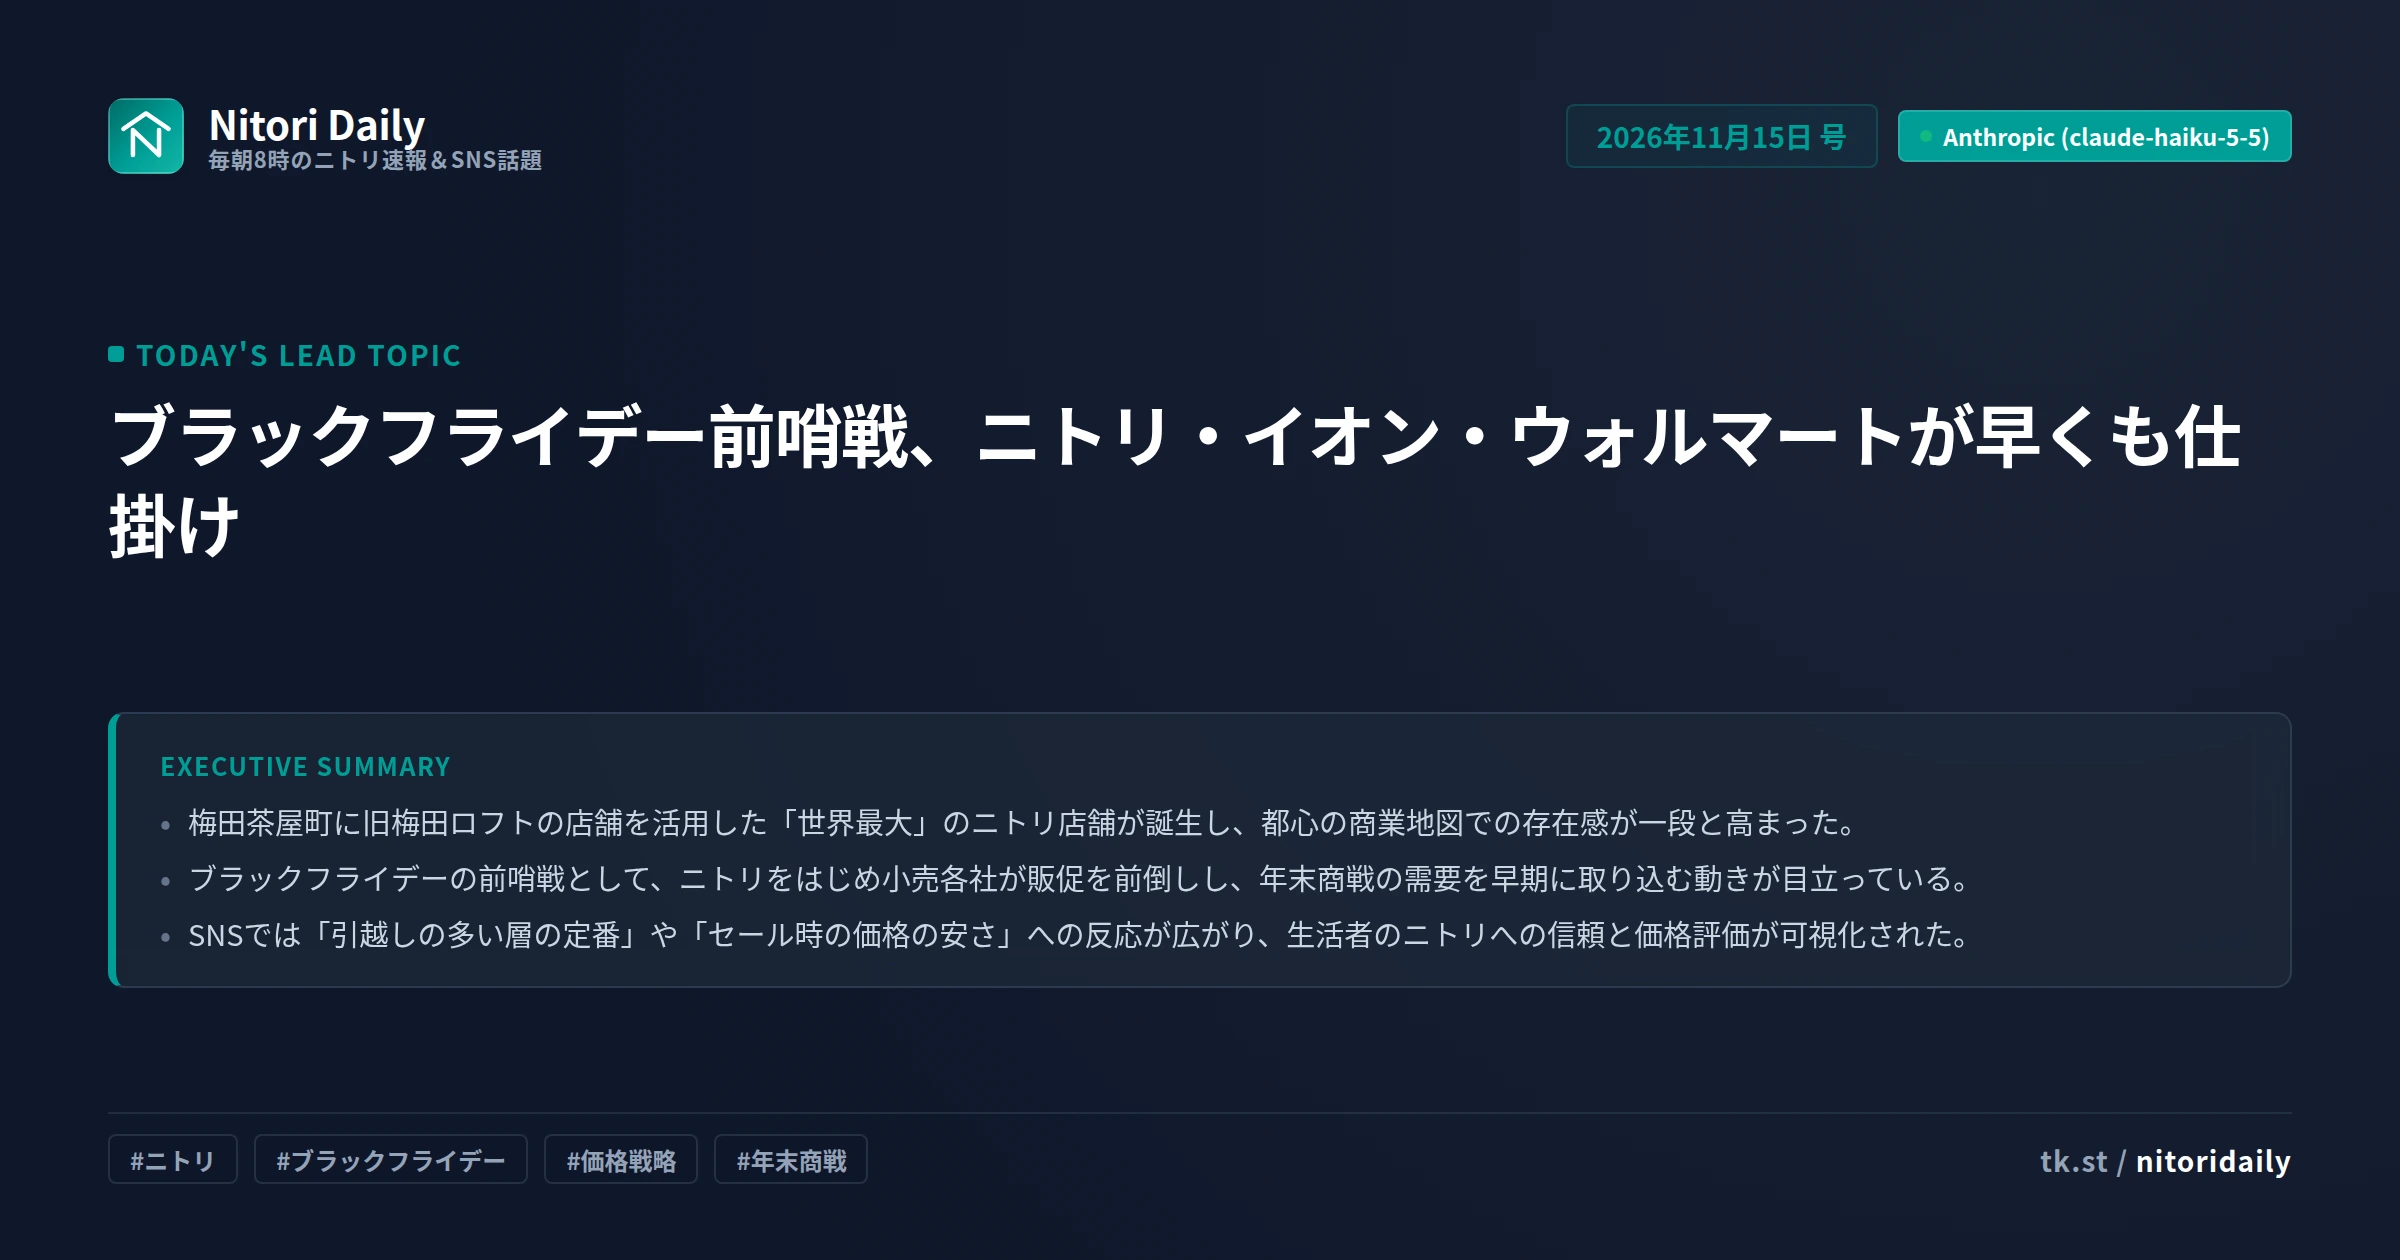 Nitori Daily
毎朝8時のニトリ速報＆SNS話題
2026年11月15日 号
Anthropic (claude-haiku-5-5)
TODAY'S LEAD TOPIC
ブラックフライデー前哨戦、ニトリ・イオン・ウォルマートが早くも仕
掛け
EXECUTIVE SUMMARY
• 梅田茶屋町に旧梅田ロフトの店舗を活用した「世界最大」のニトリ店舗が誕生し、都心の商業地図での存在感が一段と高まった。
• ブラックフライデーの前哨戦として、ニトリをはじめ小売各社が販促を前倒しし、年末商戦の需要を早期に取り込む動きが目立っている。
• SNSでは「引越しの多い層の定番」や「セール時の価格の安さ」への反応が広がり、生活者のニトリへの信頼と価格評価が可視化された。
#ニトリ
#ブラックフライデー
#価格戦略
#年末商戦
tk.st / nitoridaily